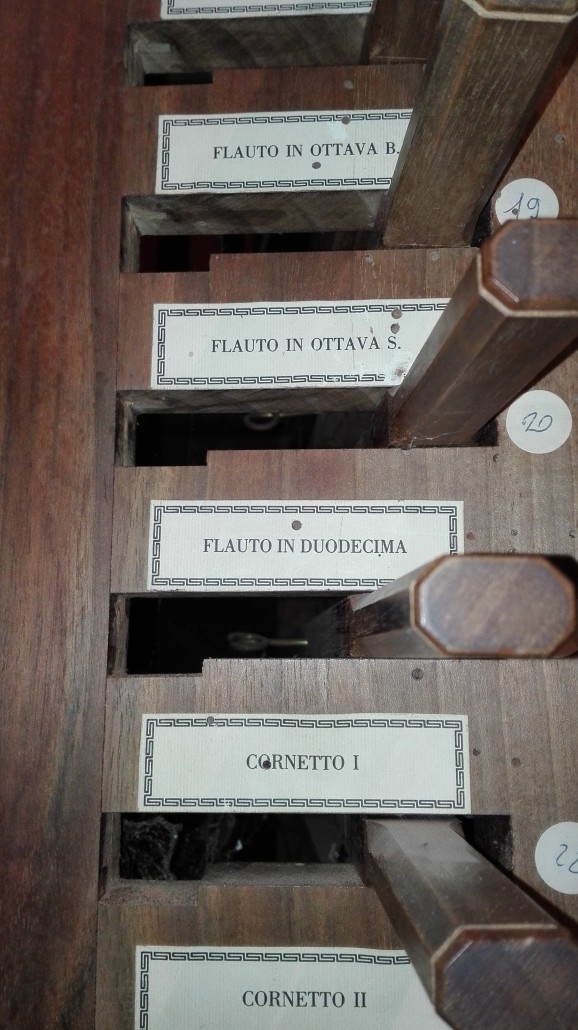 FLAUTO IN OTTAVA B.
19
FLAUTO IN OTTAVA S.
20
FLAUTO IN DUODECIMA
CORNETTO I
CORNETTO II